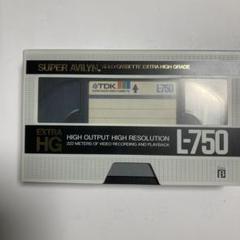 SUPER AVILYN VIDEO CASSETTE EXTRA HIGH GRADE
TDK
L-750
EXTRA
HG
HIGH OUTPUT HIGH RESOLUTION
222 METERS OF VIDEO RECORDING AND PLAYBACK
L-750